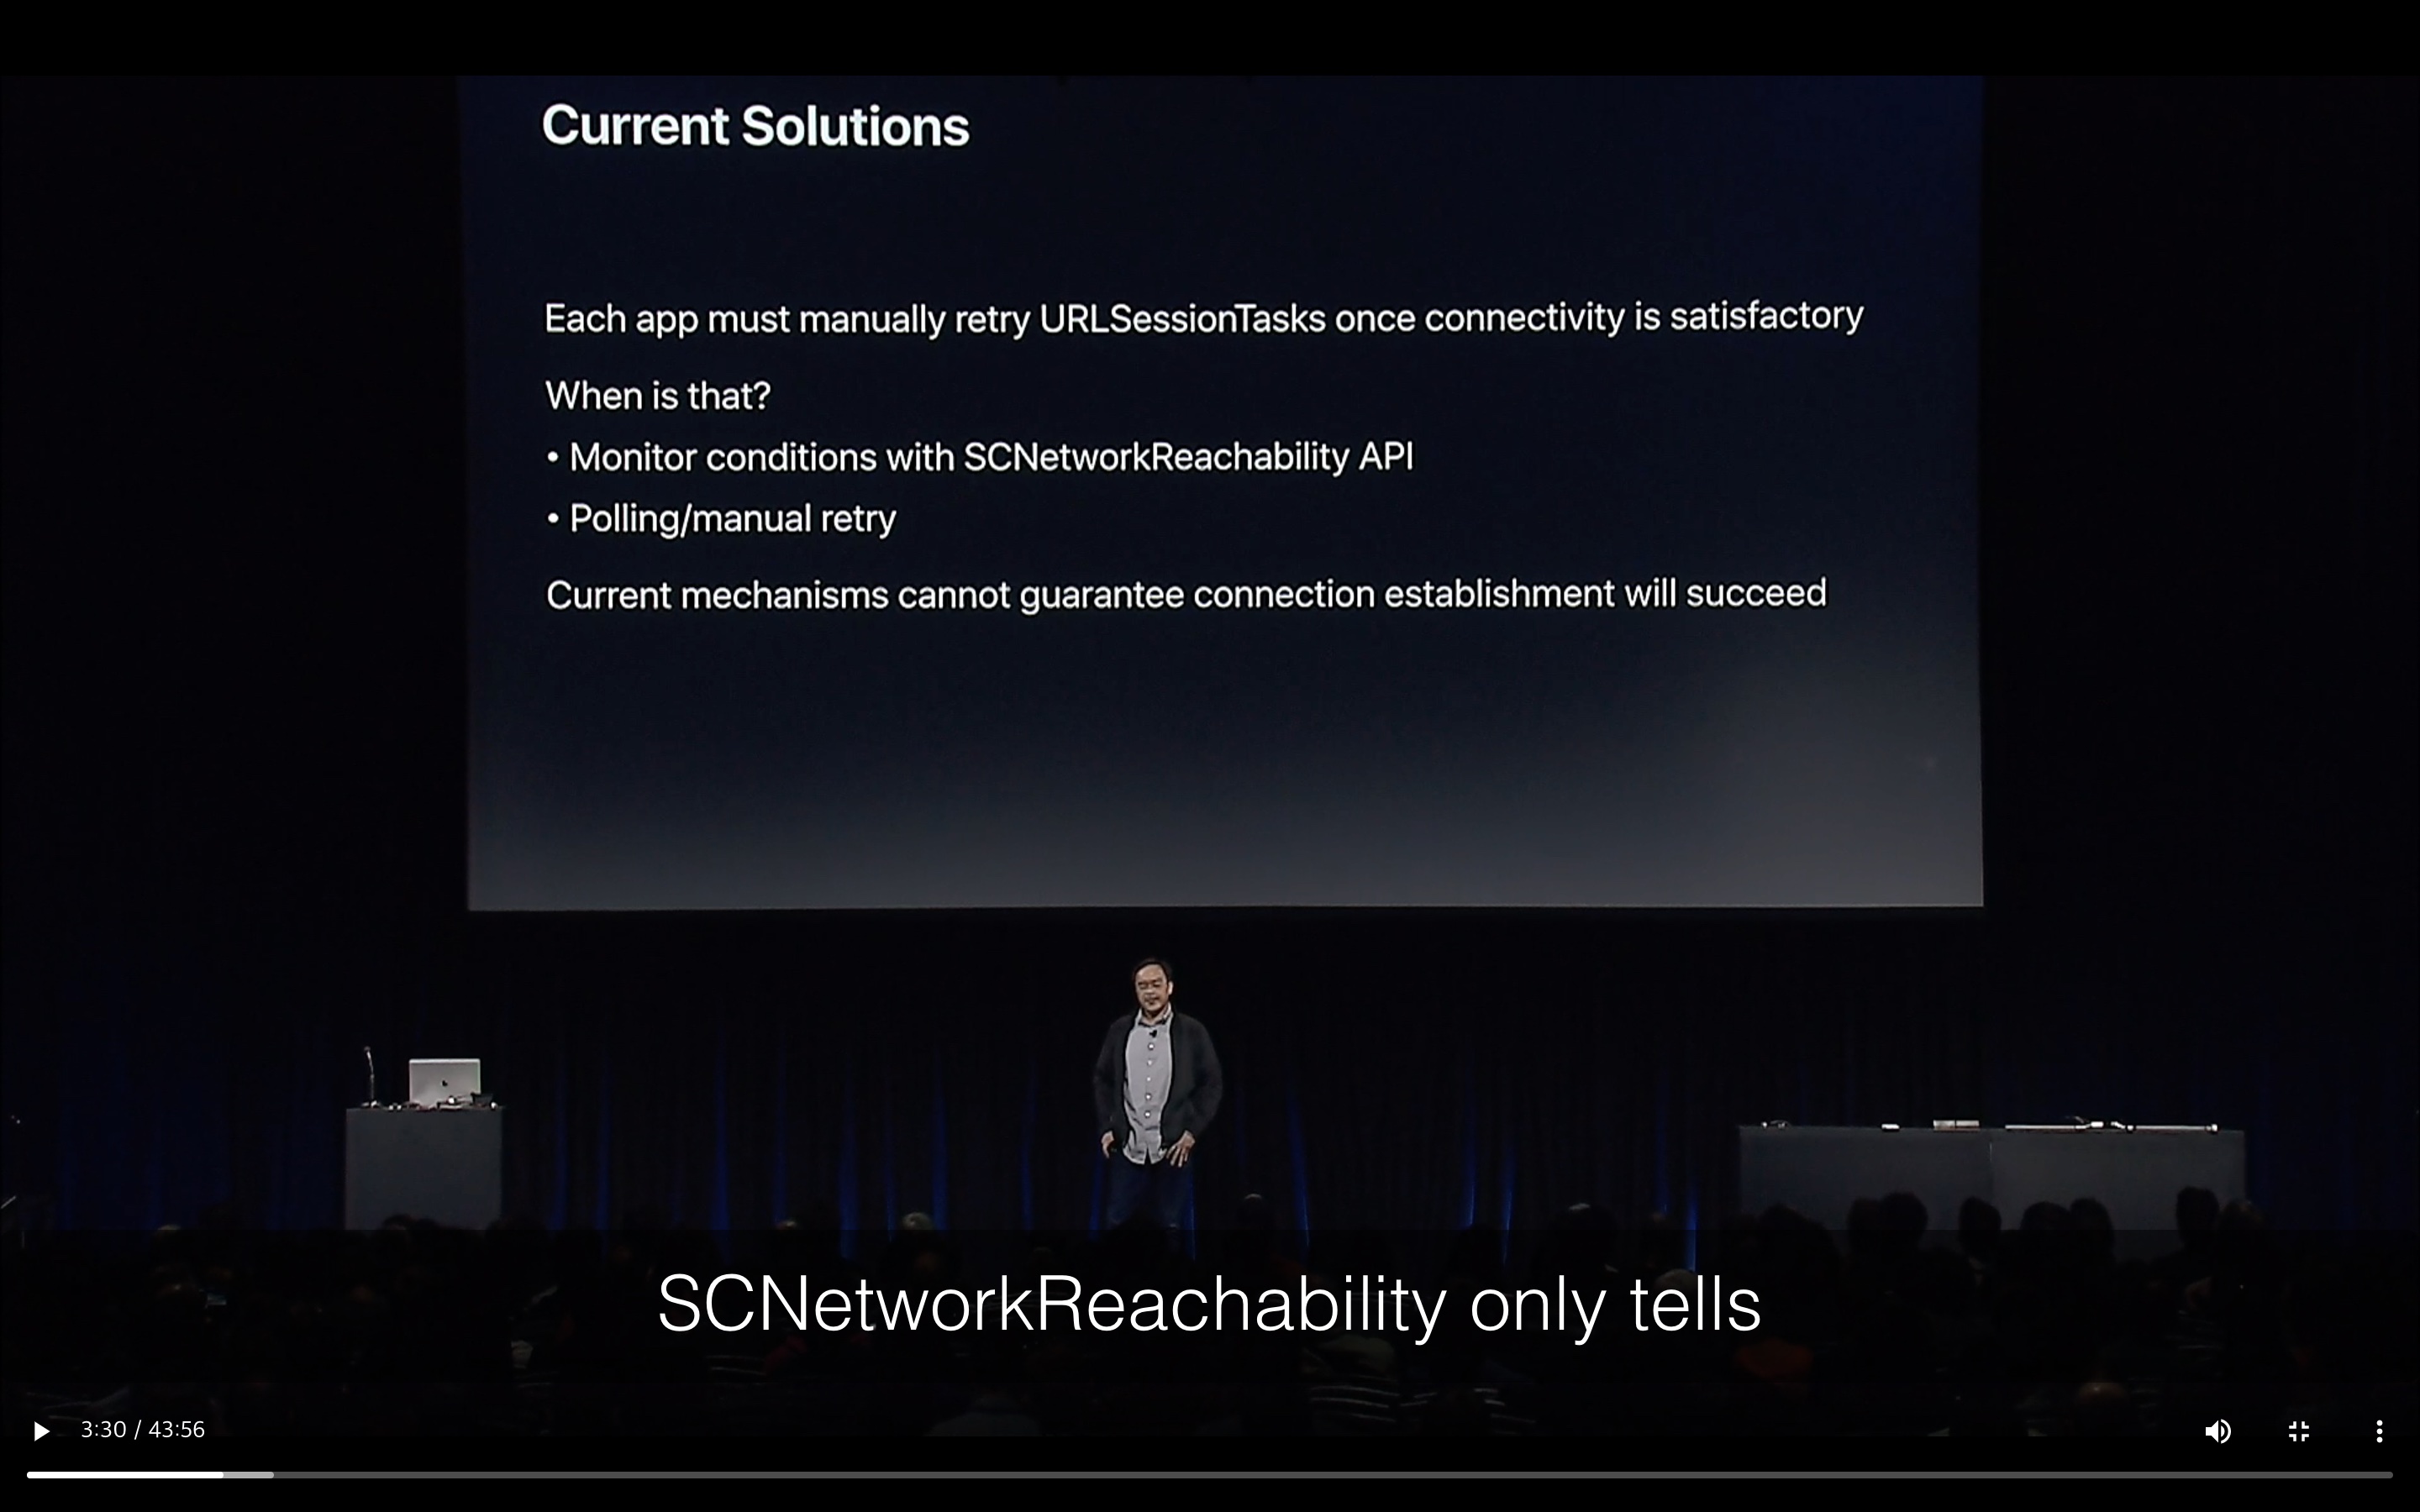 Current Solutions
Each app must manually retry URLSessionTasks once connectivity is satisfactory
When is that?
• Monitor conditions with SCNetworkReachability API
• Polling/manual retry
Current mechanisms cannot guarantee connection establishment will succeed
SCNetworkReachability only tells
3:30 / 43:56